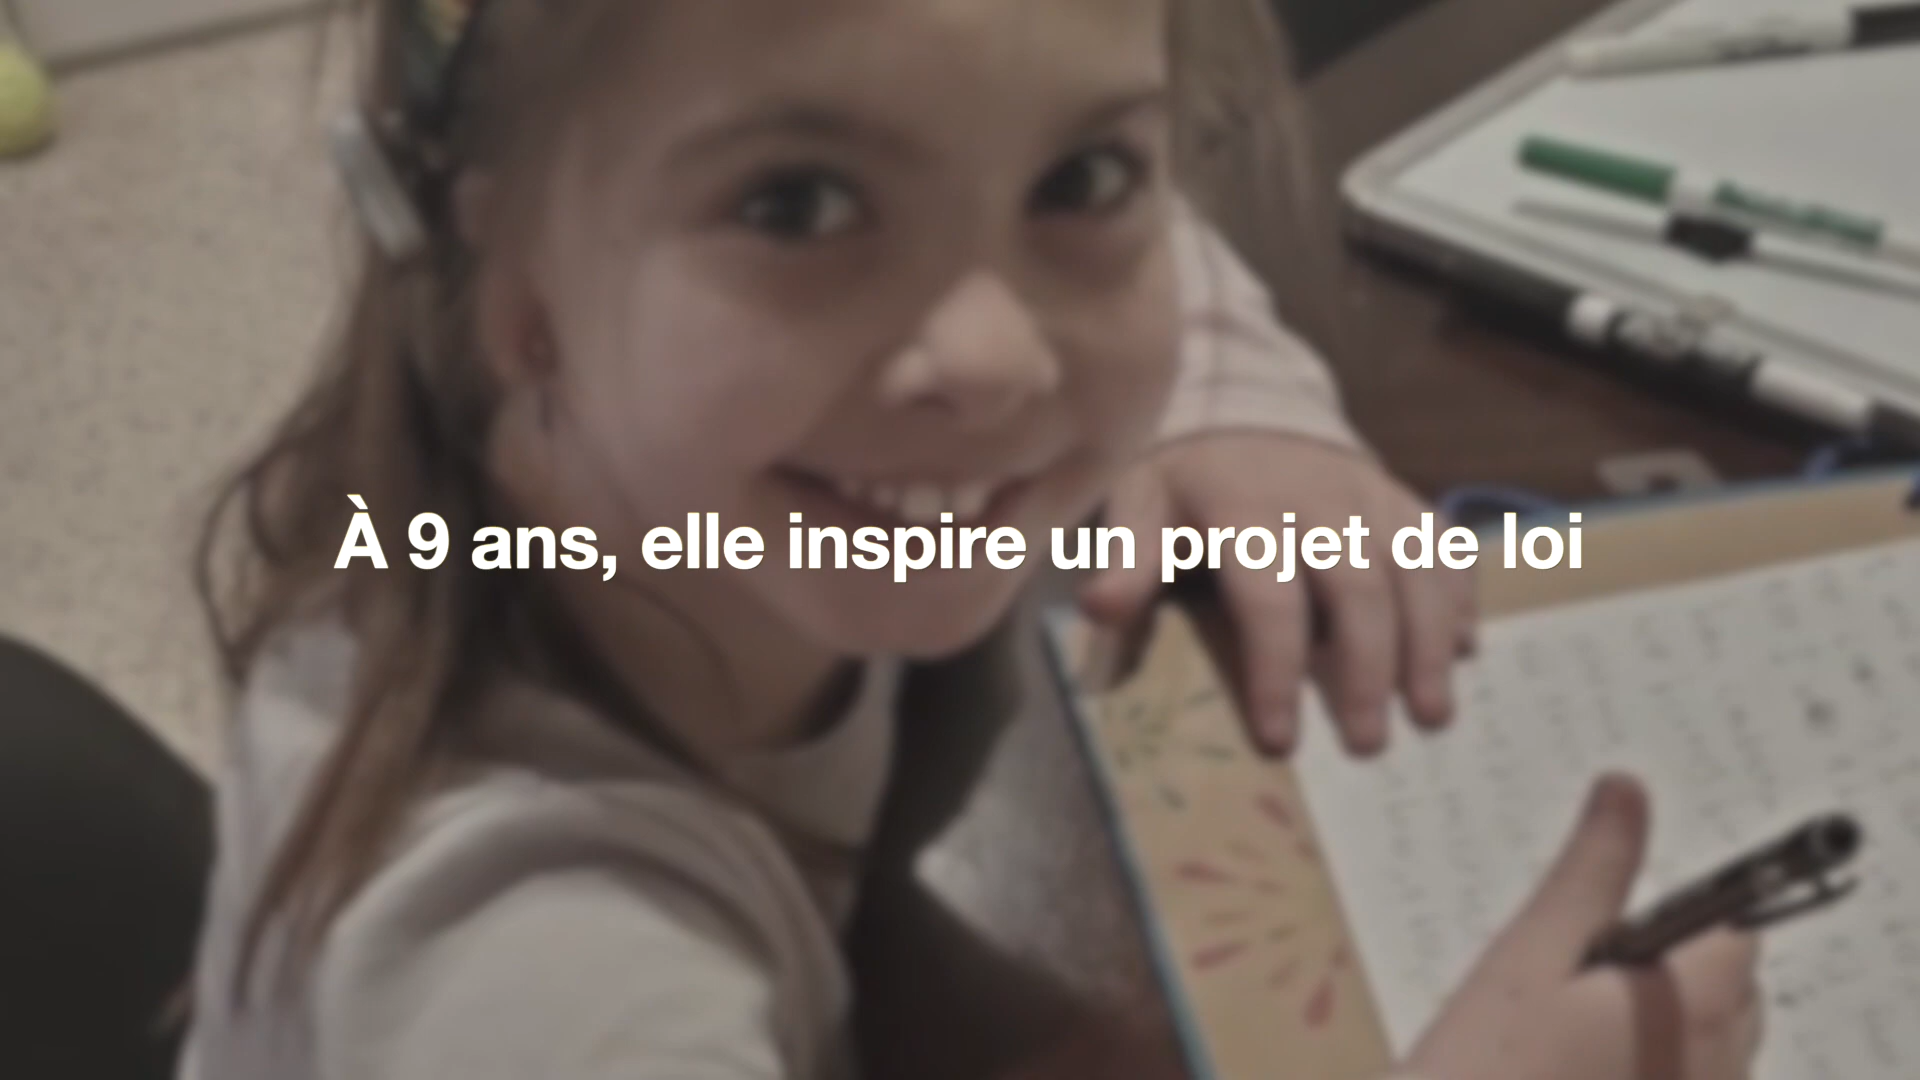 À 9 ans, elle inspire un projet de loi